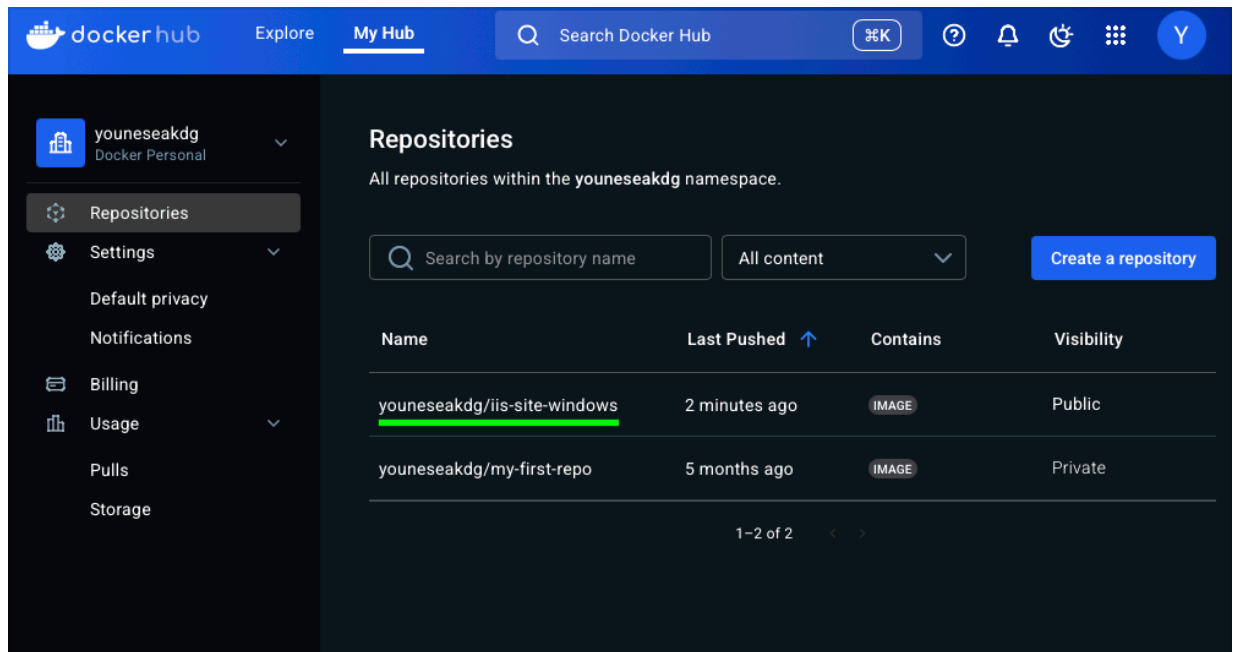 dockerhub Explore My Hub Search Docker Hub ⌘K Y
youneseakdg
Docker Personal
Repositories
Settings
Default privacy
Notifications
Billing
Usage
Pulls
Storage
Repositories
All repositories within the youneseakdg namespace.
Search by repository name All content Create a repository
Name Last Pushed Contains Visibility
youneseakdg/iis-site-windows 2 minutes ago IMAGE Public
youneseakdg/my-first-repo 5 months ago IMAGE Private
1–2 of 2